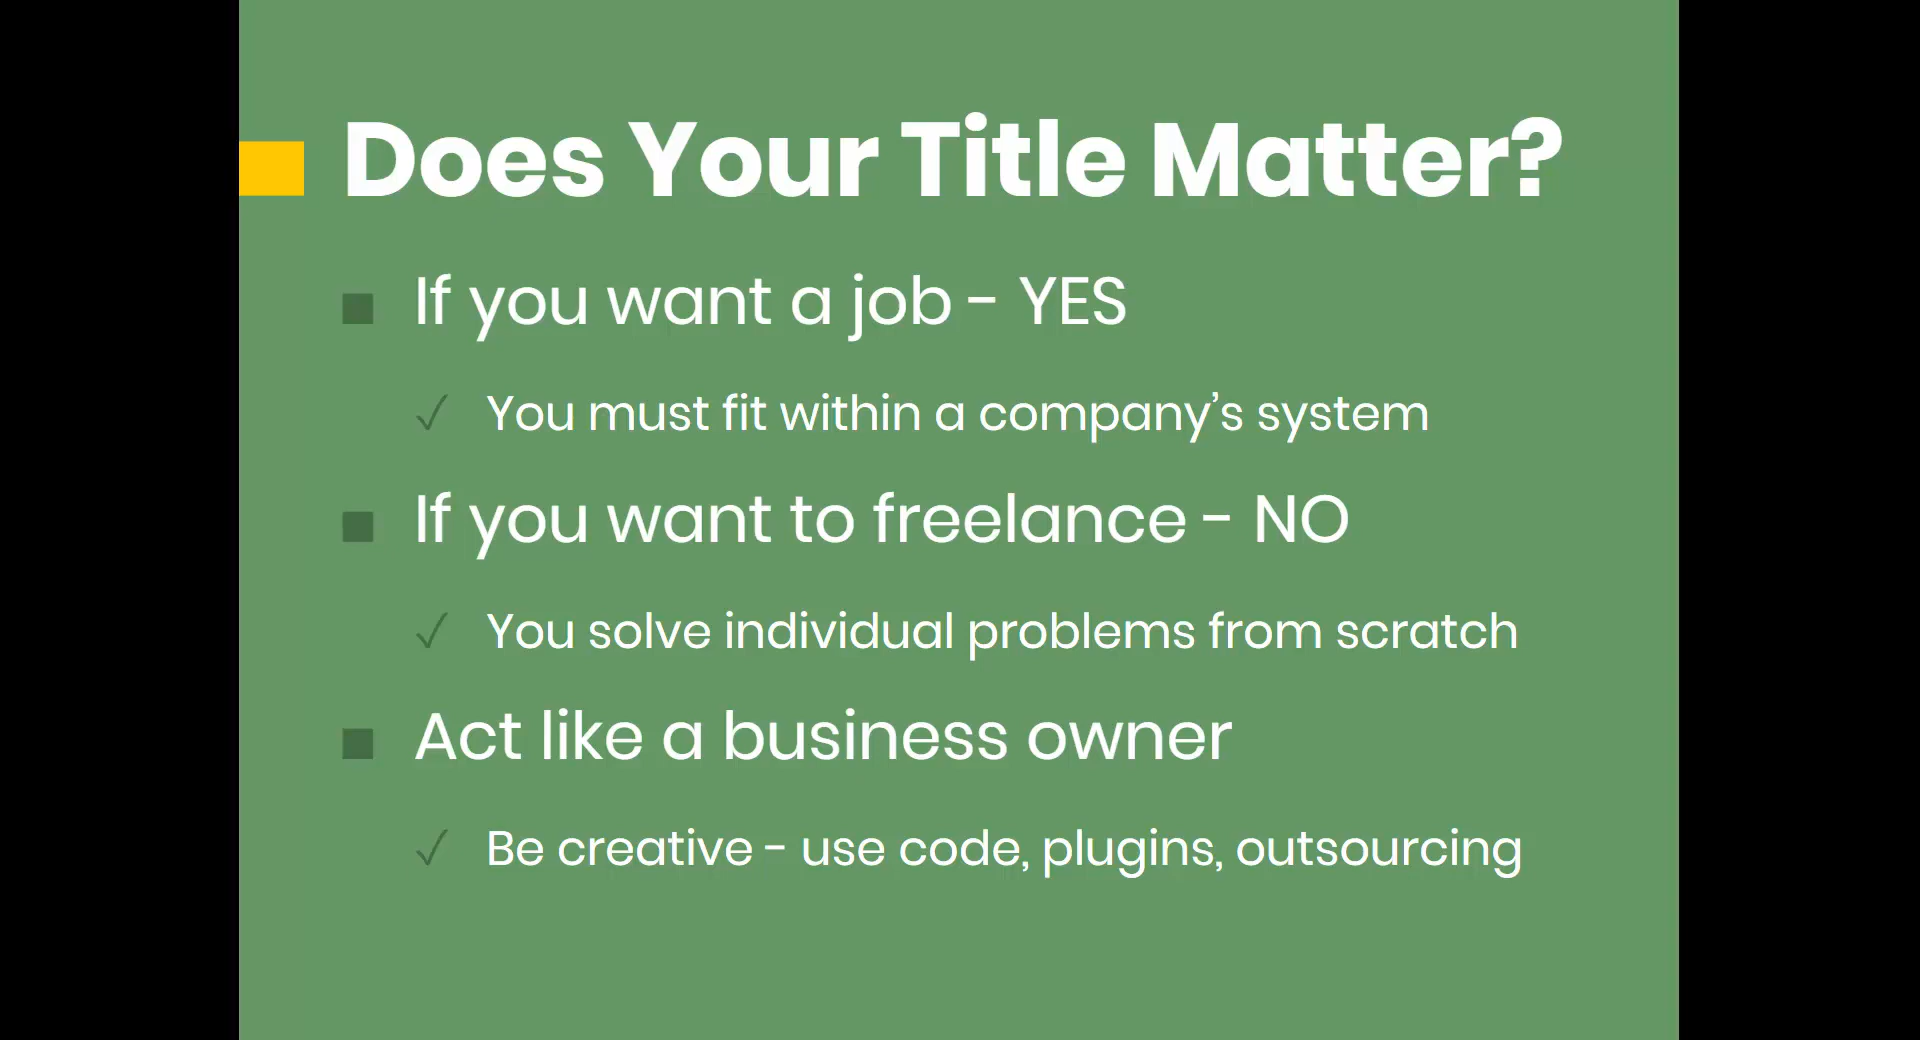 Does Your Title Matter?
If you want a job - YES
You must fit within a company’s system
If you want to freelance - NO
You solve individual problems from scratch
Act like a business owner
Be creative - use code, plugins, outsourcing